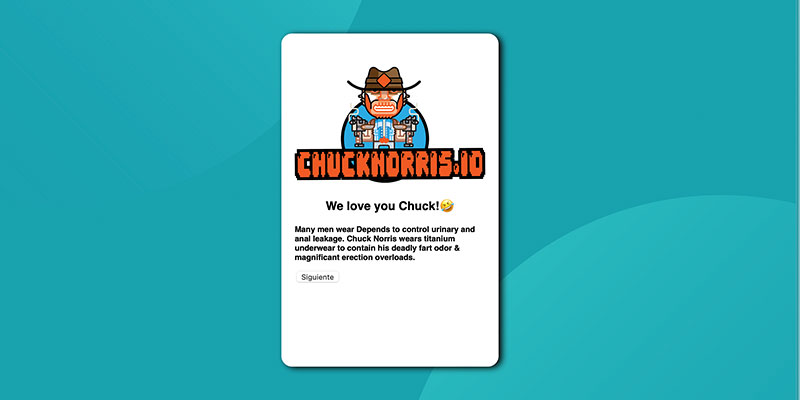 CHUCKNORRIS.IO
We love you Chuck!🤣
Many men wear Depends to control urinary and
anal leakage. Chuck Norris wears titanium
underwear to contain his deadly fart odor &
magnificant erection overloads.
Siguiente